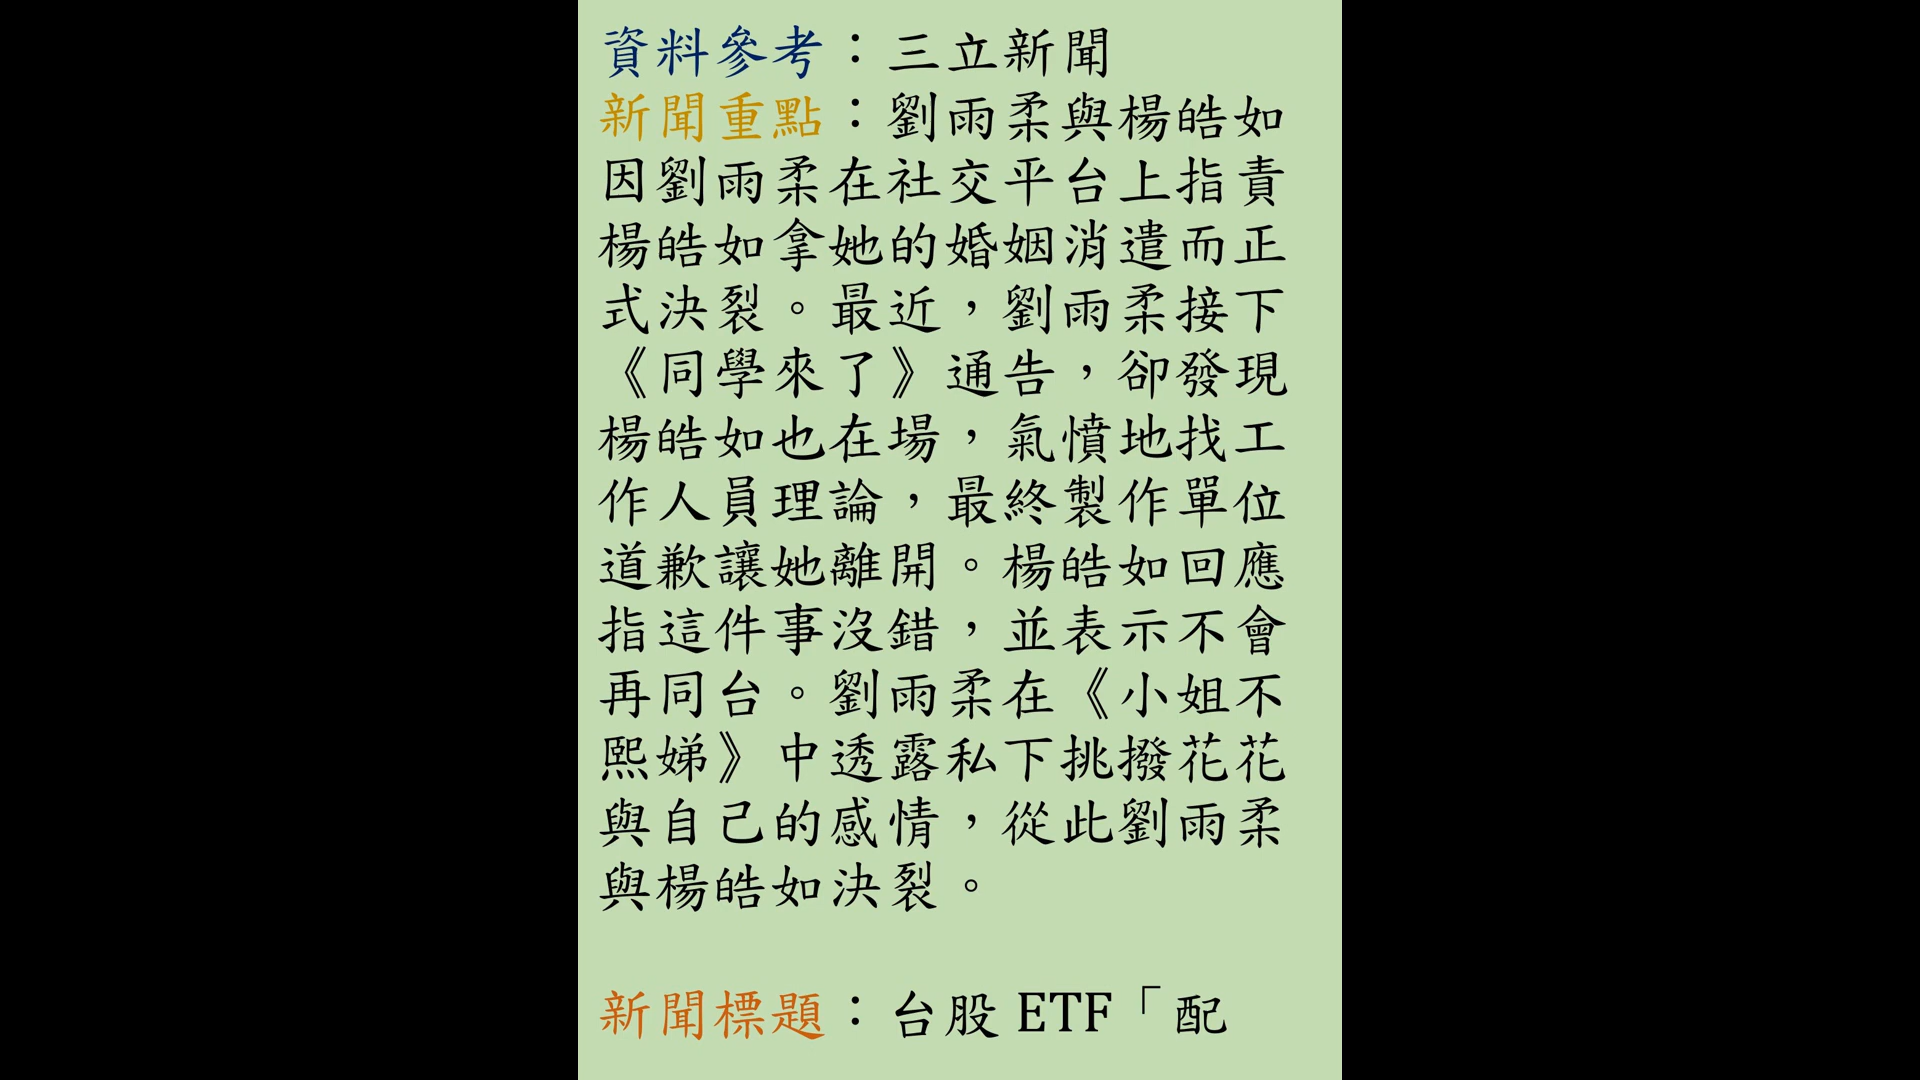 資料參考：三立新聞
新聞重點：劉雨柔與楊皓如
因劉雨柔在社交平台上指責
楊皓如拿她的婚姻消遣而正
式決裂。最近，劉雨柔接下
《同學來了》通告，卻發現
楊皓如也在場，氣憤地找工
作人員理論，最終製作單位
道歉讓她離開。楊皓如回應
指這件事沒錯，並表示不會
再同台。劉雨柔在《小姐不
熙娣》中透露私下挑撥花花
與自己的感情，從此劉雨柔
與楊皓如決裂。
新聞標題：台股 ETF「配